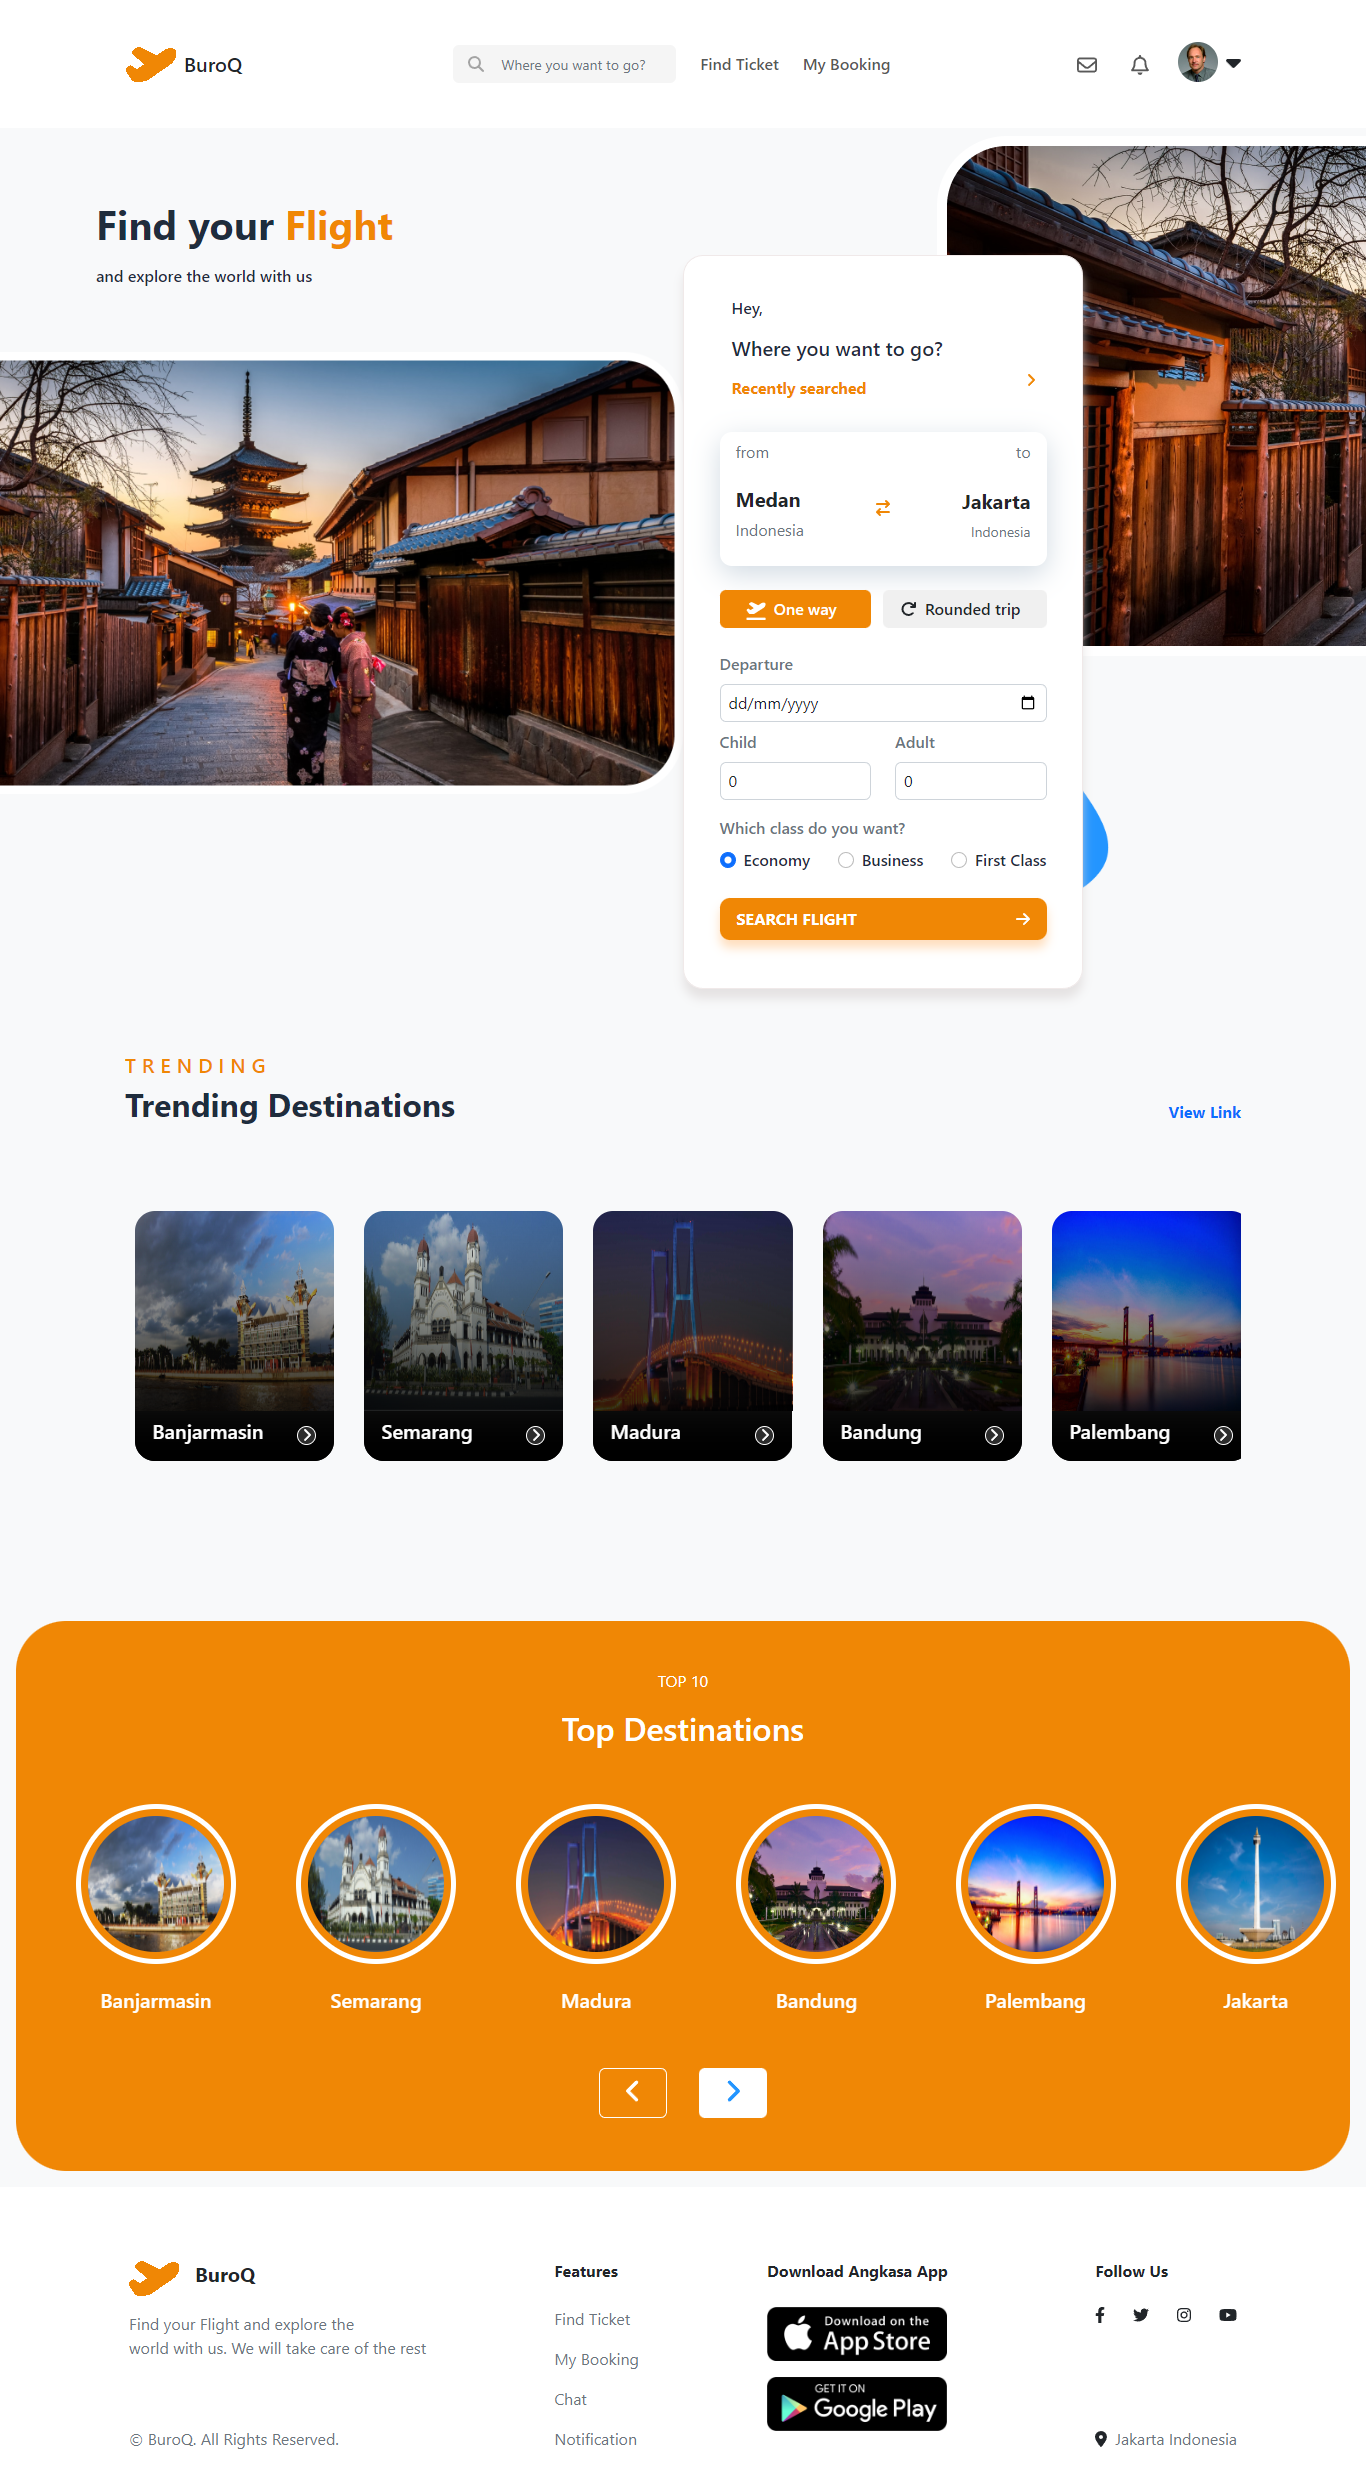 BuroQ
Where you want to go?
Find Ticket
My Booking
Find your Flight
and explore the world with us
Hey,
Where you want to go?
Recently searched
from
to
Medan
Jakarta
Indonesia
Indonesia
One way
Rounded trip
Departure
dd/mm/yyyy
Child
Adult
0
0
Which class do you want?
Economy
Business
First Class
SEARCH FLIGHT
TRENDING
Trending Destinations
View Link
Banjarmasin
Semarang
Madura
Bandung
Palembang
TOP 10
Top Destinations
Banjarmasin
Semarang
Madura
Bandung
Palembang
Jakarta
BuroQ
Find your Flight and explore the
world with us. We will take care of the rest
© BuroQ. All Rights Reserved.
Features
Find Ticket
My Booking
Chat
Notification
Download Angkasa App
Download on the
App Store
GET IT ON
Google Play
Follow Us
Jakarta Indonesia